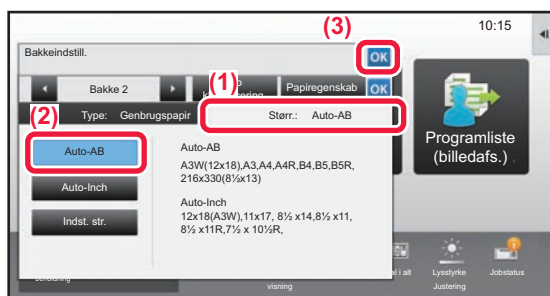 (3)
10:15
Bakkeindstill.
OK
(1)
Bakke 2
Papiregenskab
OK
(2)
Type: Genbrugspapir
Størr.: Auto-AB
Auto-AB
Auto-Inch
Indst. str.
Auto-AB
A3W(12x18),A3,A4,A4R,B4,B5,B5R,
216x330(8½x13)
Auto-Inch
12x18(A3W),11x17, 8½ x14,8½ x11,
8½ x11R,7½ x 10½R,
Programliste
(billedafs.)
visning
al i alt
Lysstyrke
Justering
Jobstatus